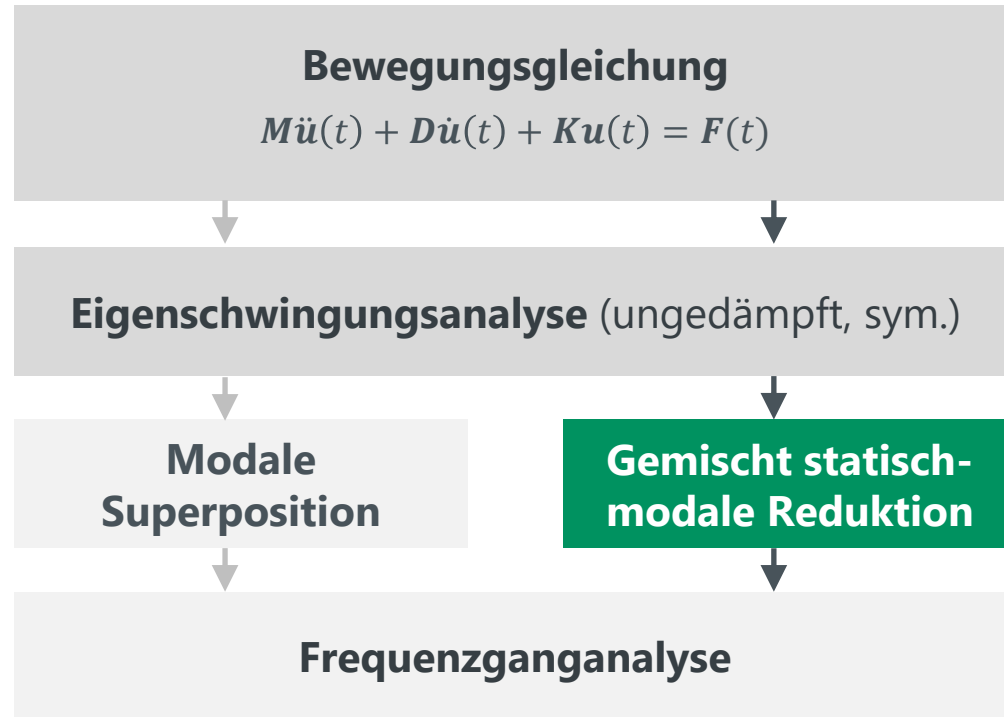 Bewegungsgleichung
𝑴𝒖̈(𝑡) + 𝑫𝒖̇(𝑡) + 𝑲𝒖(𝑡) = 𝑭(𝑡)
Eigenschwingungsanalyse (ungedämpft, sym.)
Modale
Superposition
Gemischt statisch-
modale Reduktion
Frequenzganganalyse